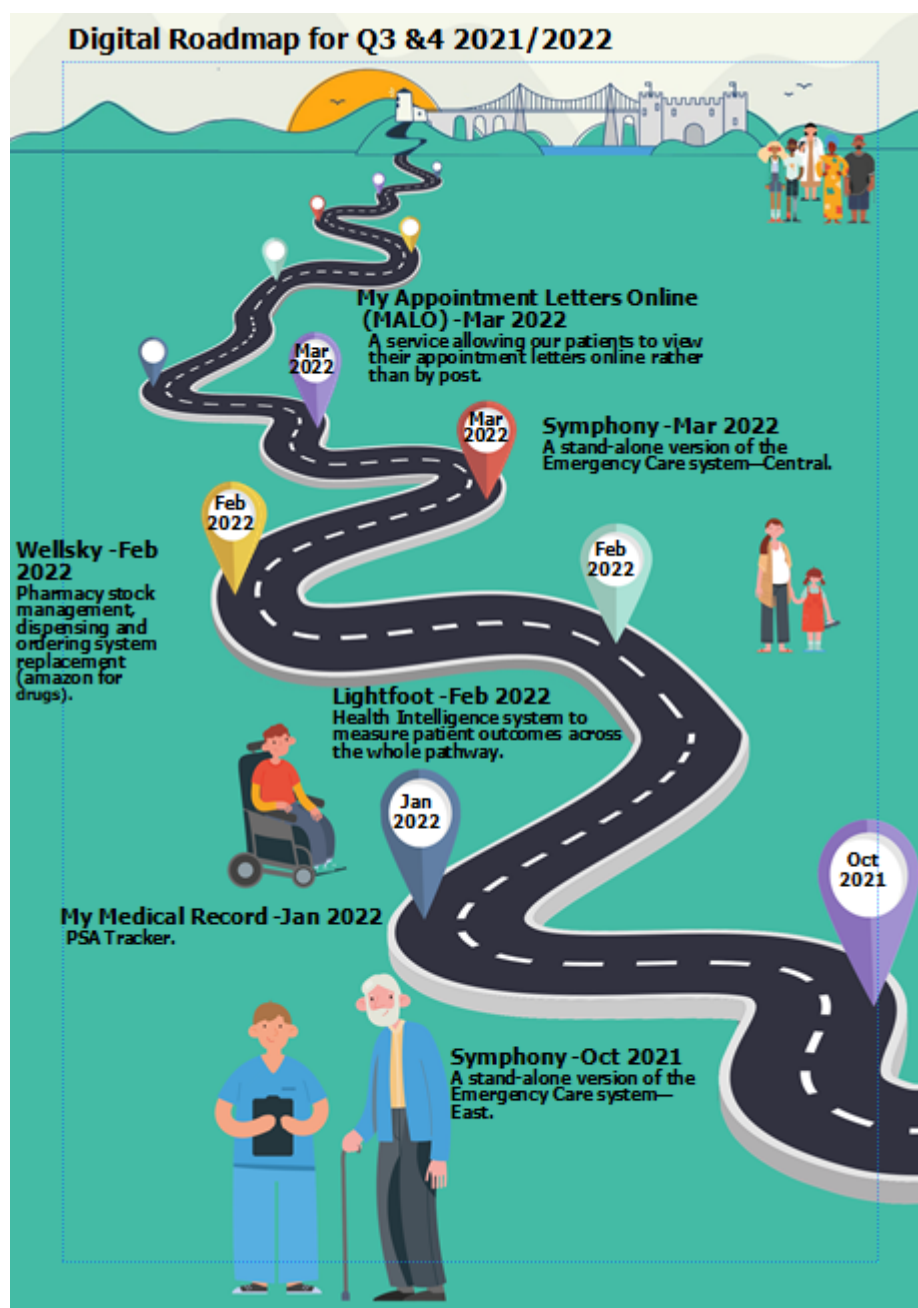 Digital Roadmap for Q3 &4 2021/2022
My Appointment Letters Online
(MALO) -Mar 2022
A service allowing our patients to view
their appointment letters online rather
than by post.
Mar
2022
Mar
2022
Symphony -Mar 2022
A stand-alone version of the
Emergency Care system—Central.
Feb
2022
Wellsky -Feb
2022
Pharmacy stock
management,
dispensing and
ordering system
replacement
(amazon for
drugs).
Feb
2022
Lightfoot -Feb 2022
Health Intelligence system to
measure patient outcomes across
the whole pathway.
Jan
2022
Oct
2021
My Medical Record -Jan 2022
PSA Tracker.
Symphony -Oct 2021
A stand-alone version of the
Emergency Care system—
East.